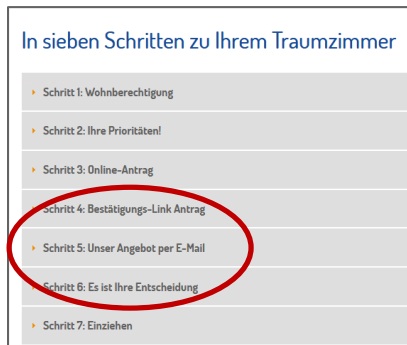 In sieben Schritten zu Ihrem Traumzimmer
Schritt 1: Wohnberechtigung
Schritt 2: Ihre Prioritäten!
Schritt 3: Online-Antrag
Schritt 4: Bestätigungs-Link Antrag
Schritt 5: Unser Angebot per E-Mail
Schritt 6: Es ist Ihre Entscheidung
Schritt 7: Einziehen